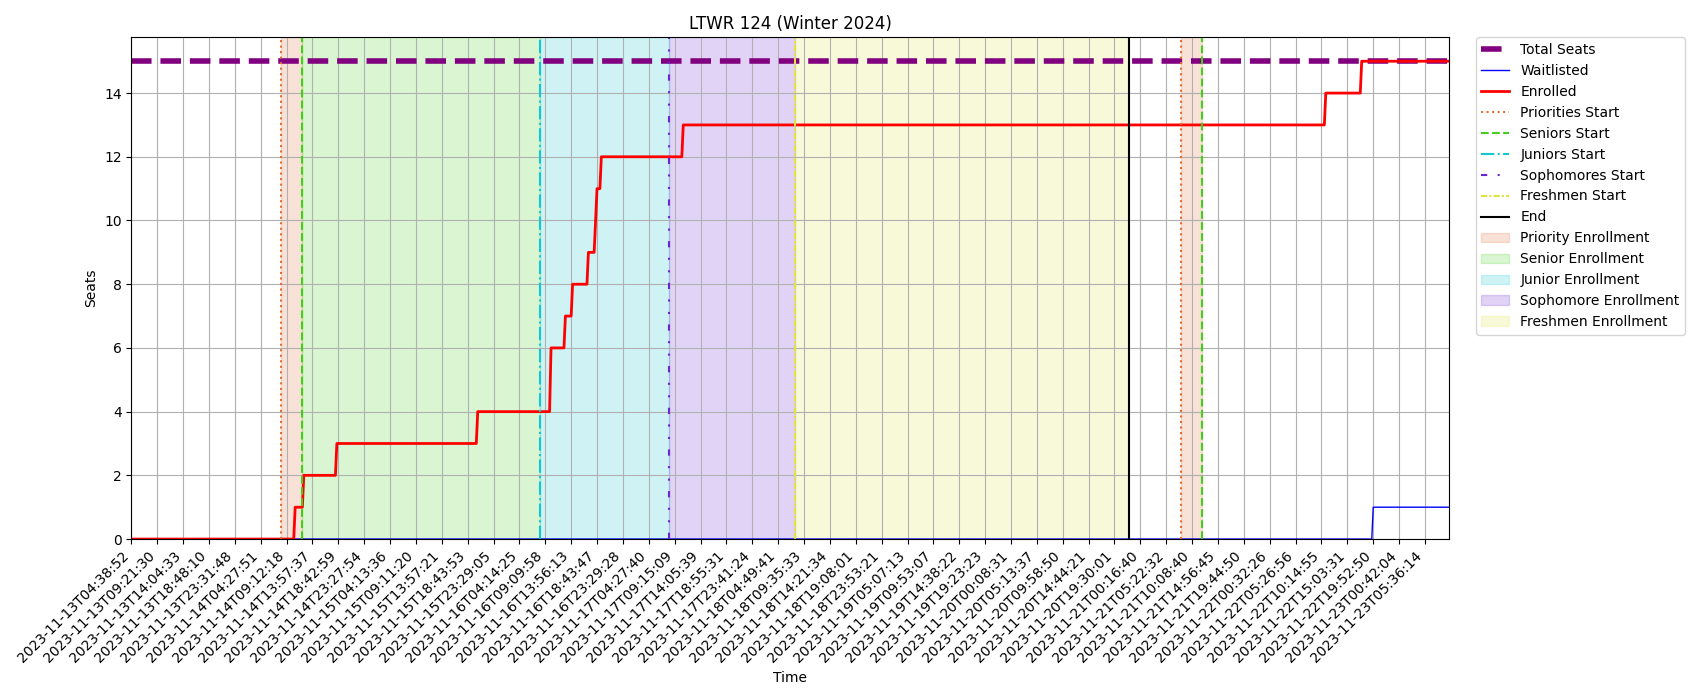 LTWR 124 (Winter 2024)
Seats
14
12
10
8
6
4
2
0
2023-11-13T04:38:52
2023-11-13T09:21:30
2023-11-13T14:04:33
2023-11-13T18:48:10
2023-11-13T23:31:48
2023-11-14T04:27:51
2023-11-14T09:12:18
2023-11-14T13:57:37
2023-11-14T18:42:59
2023-11-14T23:27:54
2023-11-15T04:13:36
2023-11-15T09:11:20
2023-11-15T13:57:21
2023-11-15T18:43:53
2023-11-15T23:29:05
2023-11-16T04:14:25
2023-11-16T09:09:58
2023-11-16T13:56:13
2023-11-16T18:43:47
2023-11-16T23:29:28
2023-11-17T04:27:40
2023-11-17T09:15:09
2023-11-17T14:05:39
2023-11-17T18:55:31
2023-11-17T23:41:24
2023-11-18T04:49:41
2023-11-18T09:35:33
2023-11-18T14:21:34
2023-11-18T19:08:01
2023-11-18T23:53:21
2023-11-19T05:07:13
2023-11-19T09:53:07
2023-11-19T14:38:22
2023-11-19T19:23:23
2023-11-20T00:08:31
2023-11-20T05:13:37
2023-11-20T09:58:50
2023-11-20T14:44:21
2023-11-20T19:30:01
2023-11-21T00:16:40
2023-11-21T05:22:32
2023-11-21T10:08:40
2023-11-21T14:56:45
2023-11-21T19:44:50
2023-11-22T00:32:26
2023-11-22T05:26:56
2023-11-22T10:14:55
2023-11-22T15:03:31
2023-11-22T19:52:50
2023-11-23T00:42:04
2023-11-23T05:36:14
Time
Total Seats
Waitlisted
Enrolled
Priorities Start
Seniors Start
Juniors Start
Sophomores Start
Freshmen Start
End
Priority Enrollment
Senior Enrollment
Junior Enrollment
Sophomore Enrollment
Freshmen Enrollment